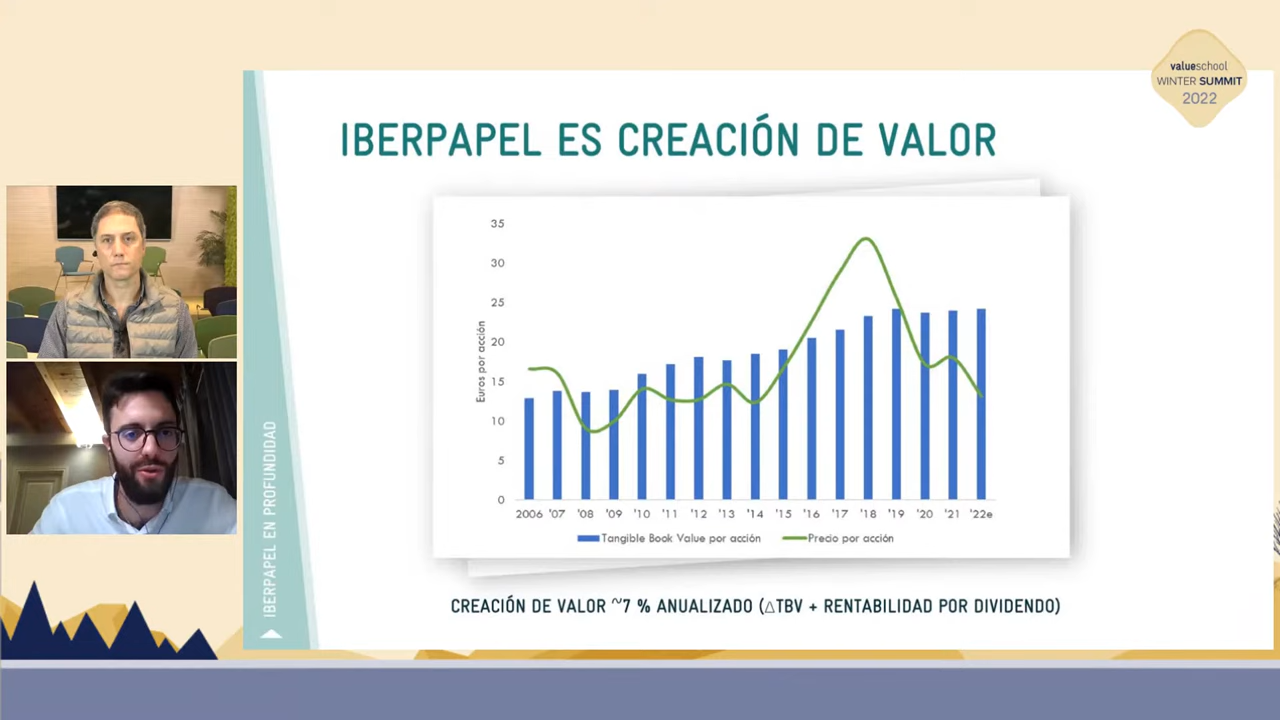 valueschool
WINTER SUMMIT
2022
IBERPAPEL ES CREACIÓN DE VALOR
35
30
25
20
15
10
5
0
Euros por acción
2006 '07 '08 '09 '10 '11 '12 '13 '14 '15 '16 '17 '18 '19 '20 '21 '22e
Tangible Book Value por acción Precio por acción
CREACIÓN DE VALOR ~7 % ANUALIZADO (△TBV + RENTABILIDAD POR DIVIDENDO)
IBERPAPEL EN PROFUNDIDAD